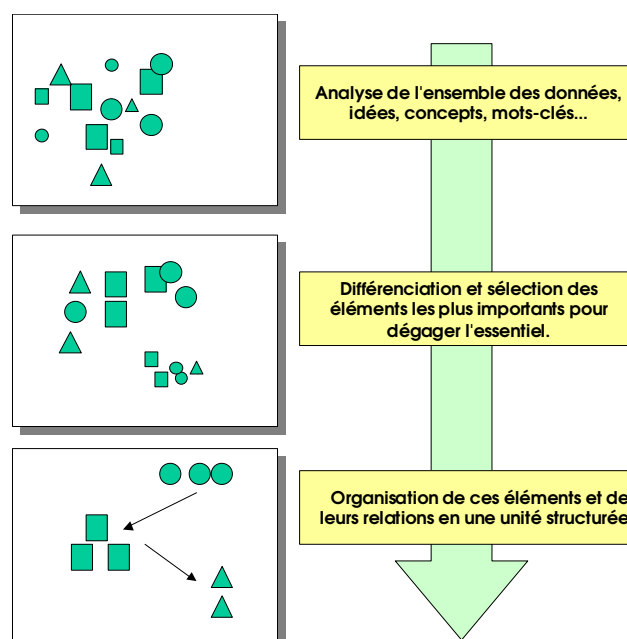 Analyse de l'ensemble des données,
idées, concepts, mots-clés...
Différenciation et sélection des
éléments les plus importants pour
dégager l'essentiel.
Organisation de ces éléments et de
leurs relations en une unité structurée